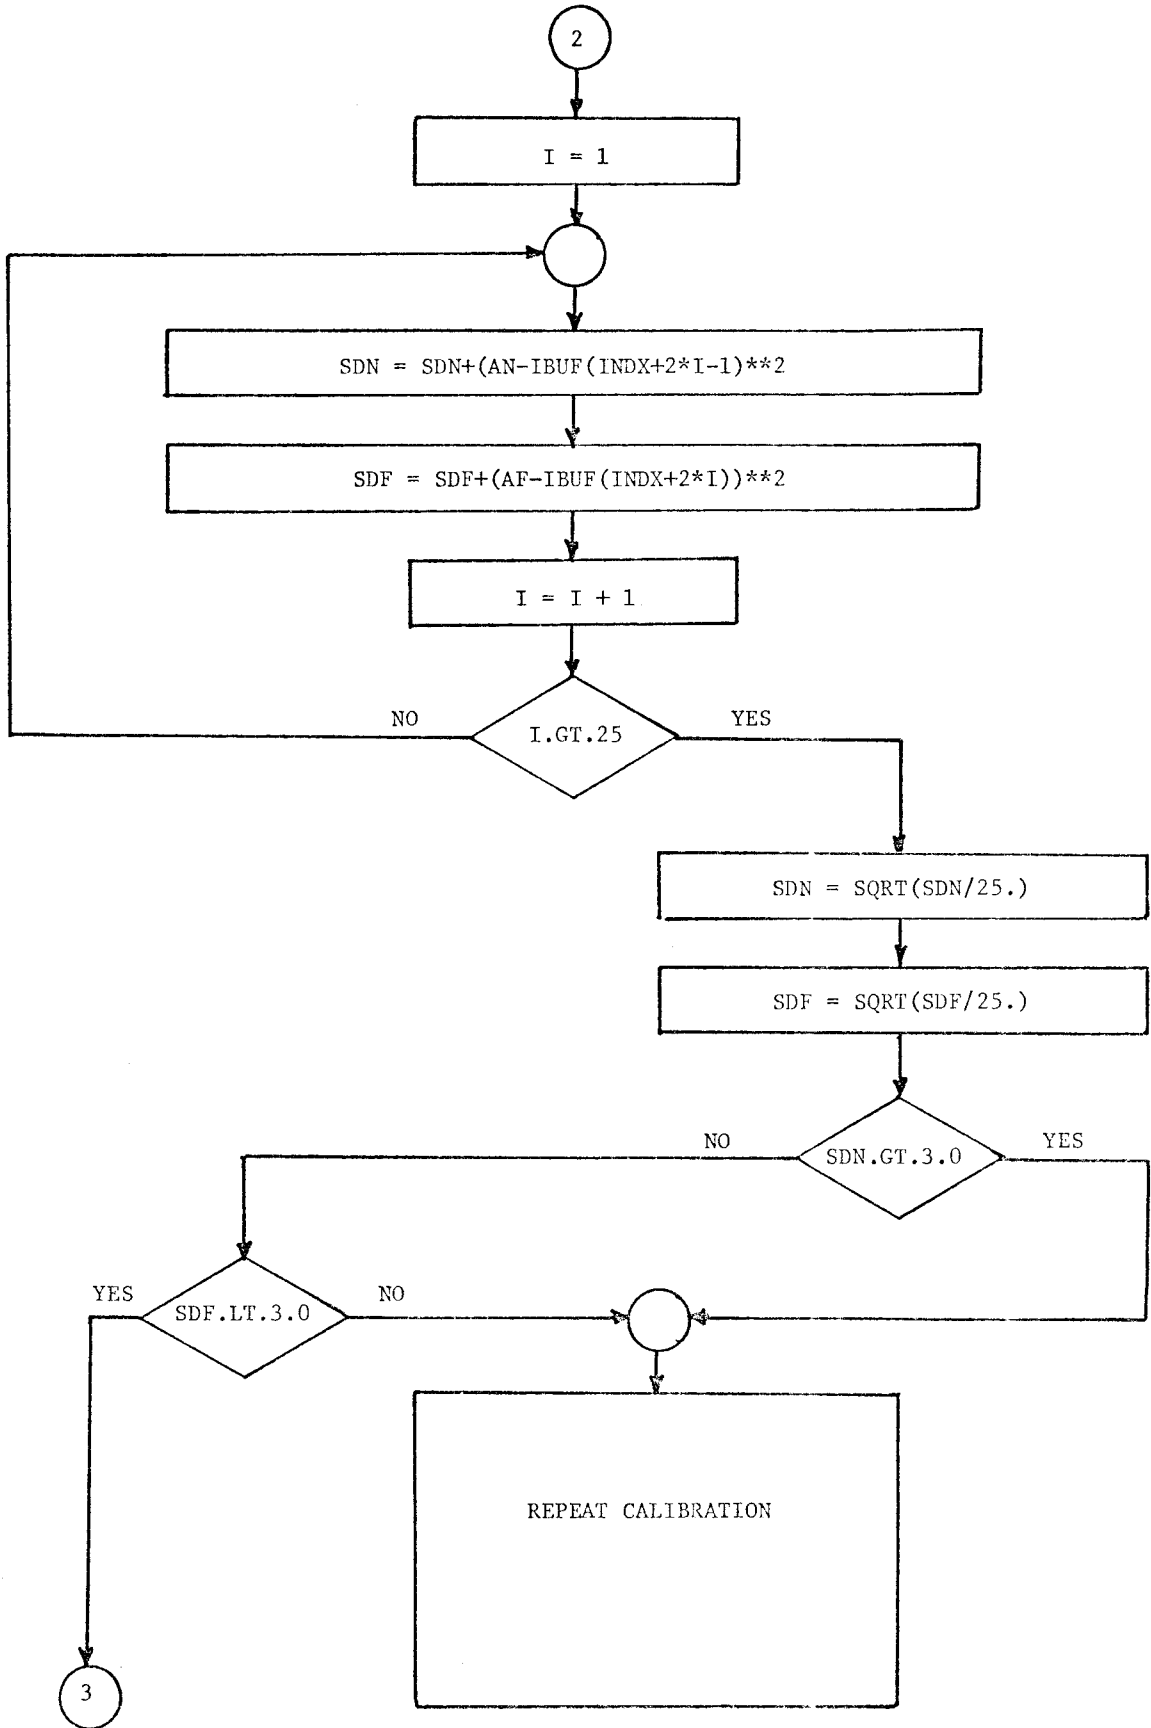 2
I = 1
SDN = SDN+(AN-IBUF(INDX+2*I-1)**2
SDF = SDF+(AF-IBUF(INDX+2*I))**2
I = I + 1
NO
YES
I.GT.25
SDN = SQRT(SDN/25.)
SDF = SQRT(SDF/25.)
NO
YES
SDN.GT.3.0
YES
NO
SDF.LT.3.0
REPEAT CALIBRATION
3